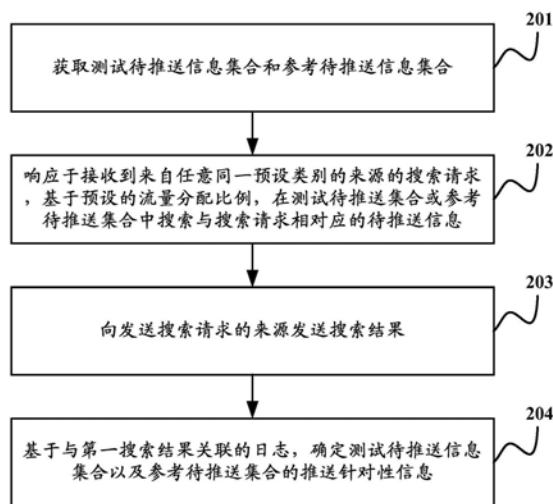 201
获取测试待推送信息集合和参考待推送信息集合
202
响应于接收到来自任意同一预设类别的来源的搜索请求
,基于预设的流量分配比例,在测试待推送集合或参考
待推送集合中搜索与搜索请求相对应的待推送信息
203
向发送搜索请求的来源发送搜索结果
204
基于与第一搜索结果关联的日志,确定测试待推送信息
集合以及参考待推送集合的推送针对性信息